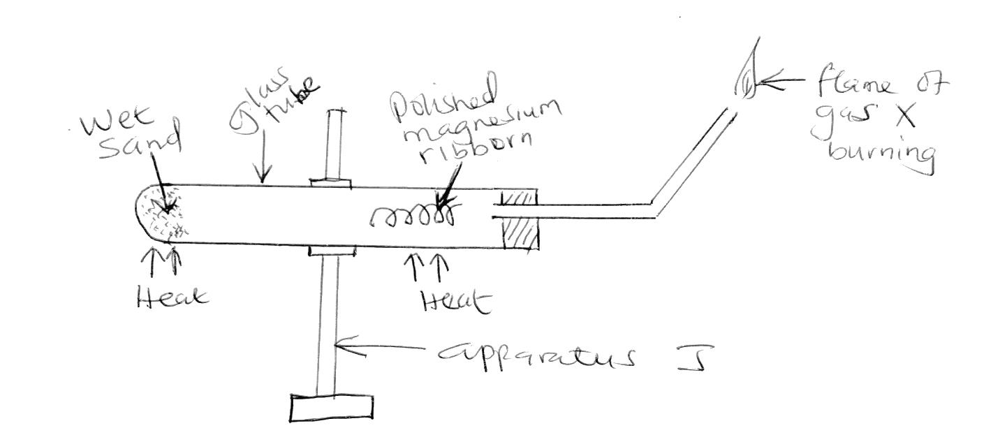 Wet
Sand
Glass
tube
Polished
magnesium
ribborn
flame of
gas X
burning
Heat
Heat
apparatus J